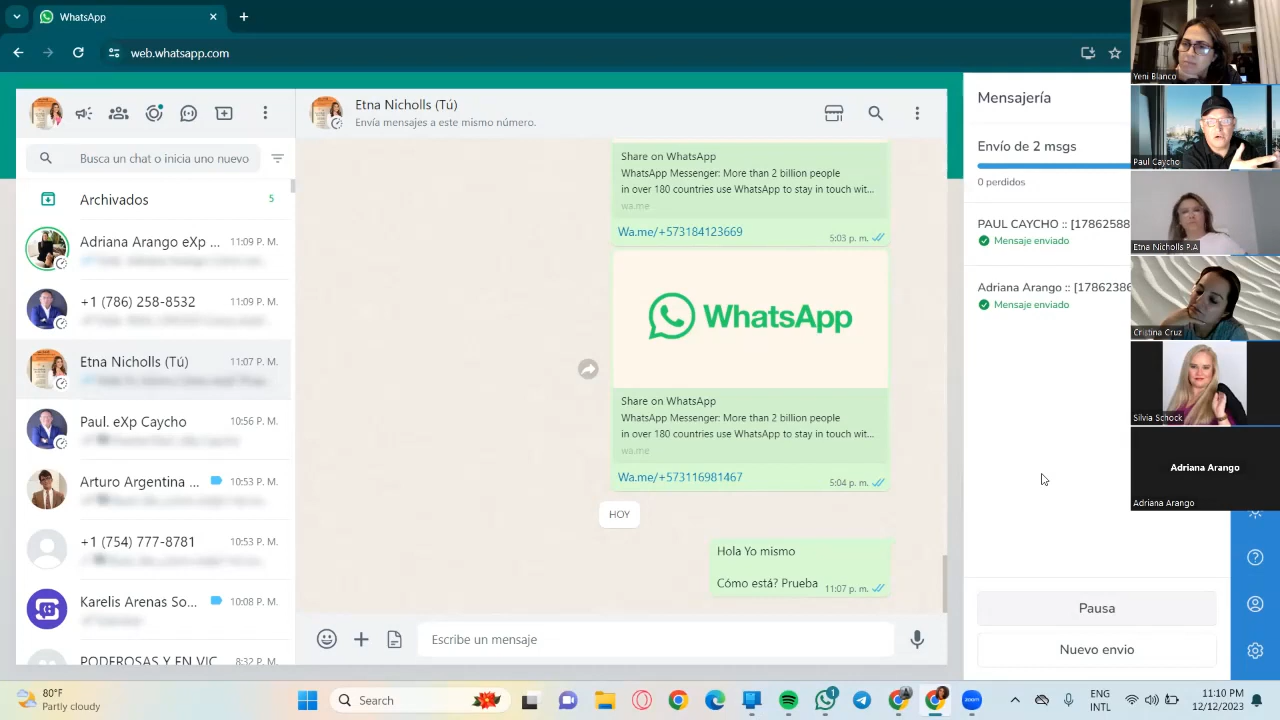 WhatsApp
web.whatsapp.com
Etna Nicholls (Tú)
Envía mensajes a este mismo número.
Busca un chat o inicia uno nuevo
Archivados
5
Adriana Arango eXp ...
11:09 P. M.
+1 (786) 258-8532
11:09 P. M.
Etna Nicholls (Tú)
11:07 P. M.
Paul. eXp Caycho
10:56 P. M.
Arturo Argentina ...
10:53 P. M.
+1 (754) 777-8781
10:53 P. M.
Karelis Arenas So...
10:08 P. M.
PODEROSAS Y EN VIC
8:32 P. M.
Share on WhatsApp
WhatsApp Messenger: More than 2 billion people
in over 180 countries use WhatsApp to stay in touch wit...
wa.me
Wa.me/+573184123669
5:03 p. m.
WhatsApp
Share on WhatsApp
WhatsApp Messenger: More than 2 billion people
in over 180 countries use WhatsApp to stay in touch wit...
wa.me
Wa.me/+573116981467
5:04 p. m.
HOY
Hola Yo mismo
Cómo está? Prueba
11:07 p. m.
Escribe un mensaje
Mensajería
Envío de 2 msgs
0 perdidos
PAUL CAYCHO :: [17862588
Mensaje enviado
Adriana Arango :: [1786238
Mensaje enviado
Pausa
Nuevo envio
Yeni Blanco
Paul Caycho
Etna Nicholls P.A
Cristina Cruz
Silvia Schock
Adriana Arango
Adriana Arango
80°F
Partly cloudy
Search
1
zoom
ENG
INTL
11:10 PM
12/12/2023